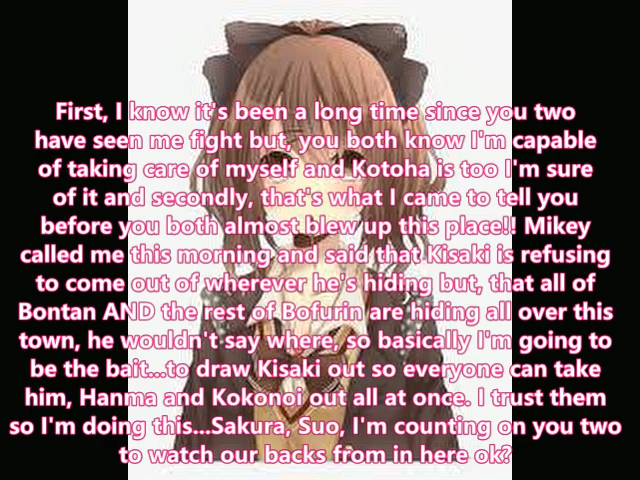 First, I know it's been a long time since you two
have seen me fight but, you both know I'm capable
of taking care of myself and Kotoha is too I'm sure
of it and secondly, that's what I came to tell you
before you both almost blew up this place!! Mikey
called me this morning and said that Kisaki is refusing
to come out of wherever he's hiding but, that all of
Bontan AND the rest of Bofurin are hiding all over this
town, he wouldn't say where, so basically I'm going to
be the bait...to draw Kisaki out so everyone can take
him, Hanma and Kokonoi out all at once. I trust them
so I'm doing this...Sakura, Suo, I'm counting on you two
to watch our backs from in here ok?